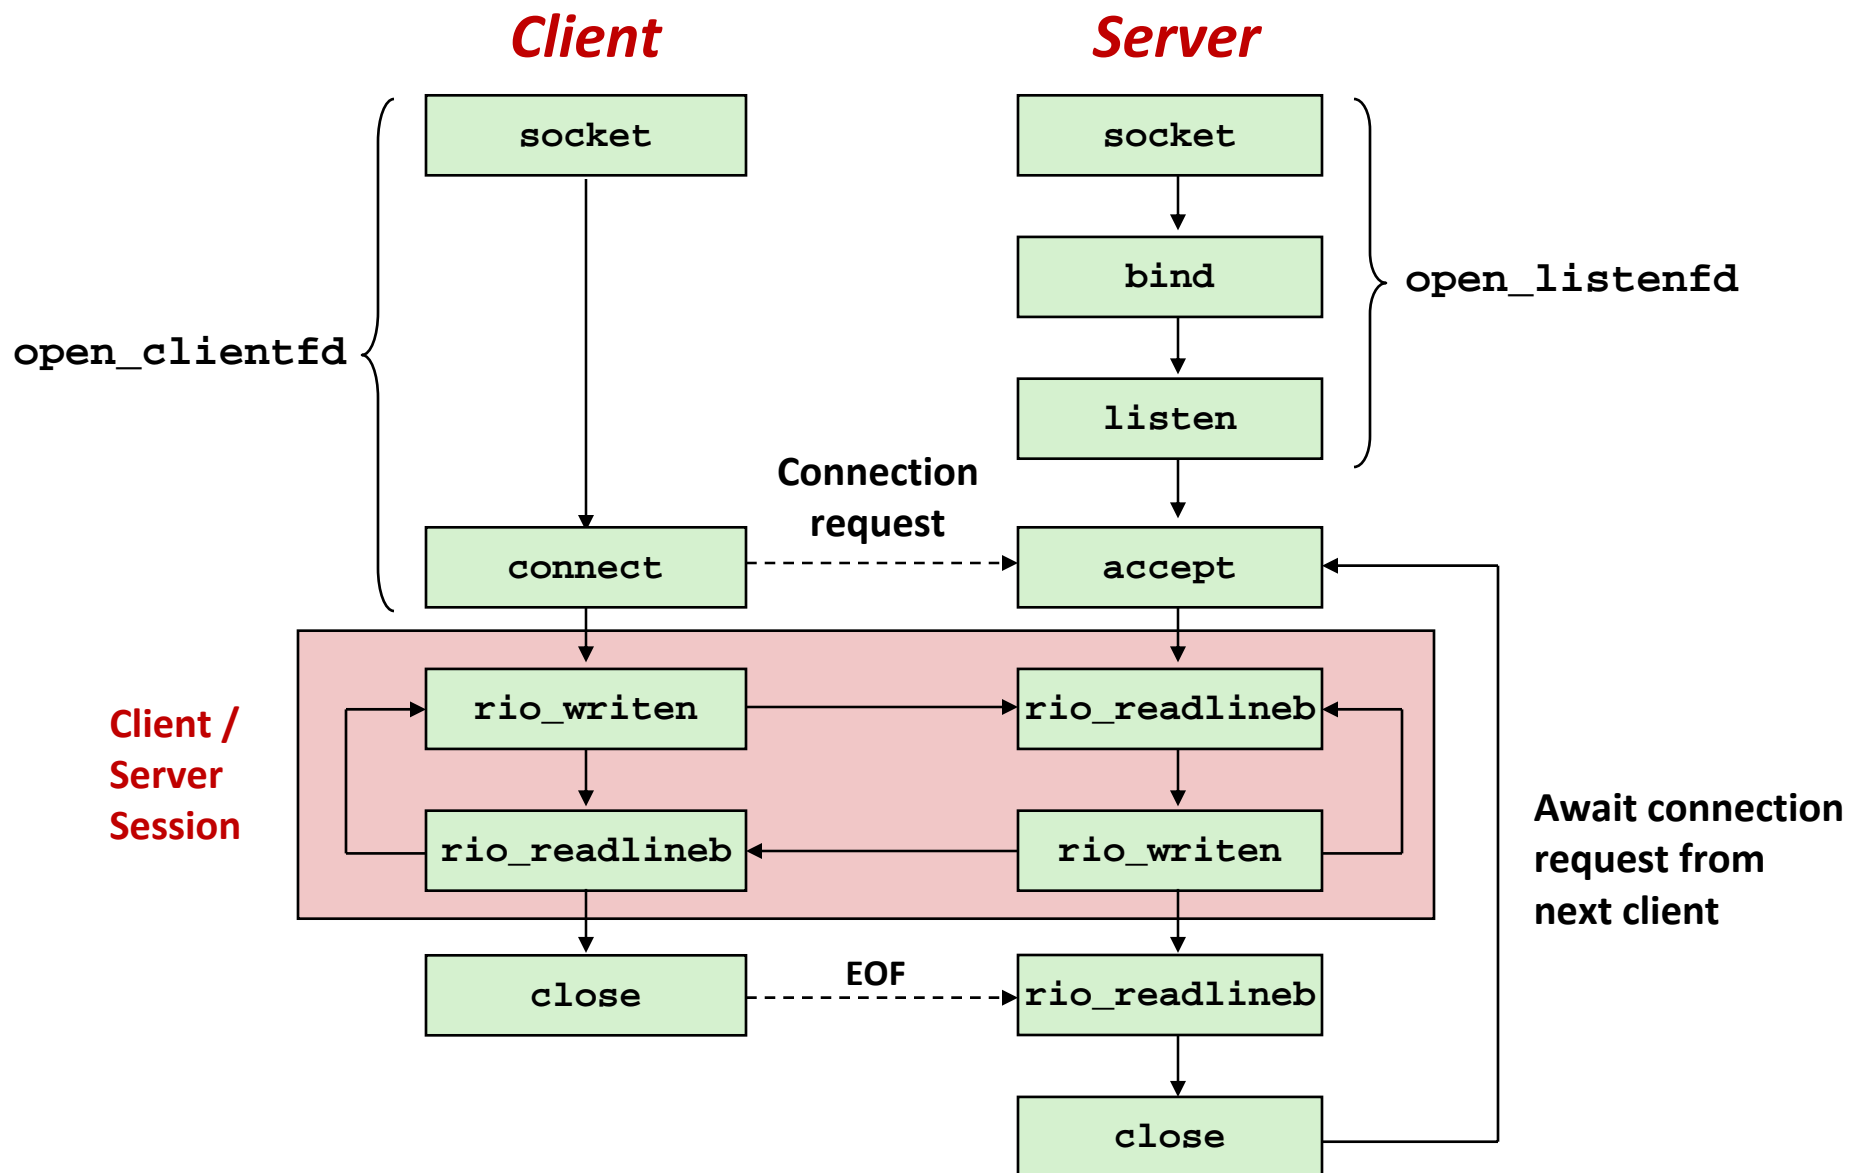 Client
Server
socket
socket
bind
open_listenfd
open_clientfd
listen
Connection
request
connect
accept
rio_writen
rio_readlineb
Client /
Server
Session
rio_readlineb
rio_writen
Await connection
request from
next client
close
EOF
rio_readlineb
close